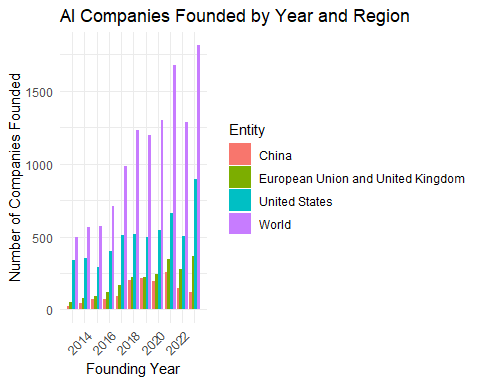 AI Companies Founded by Year and Region
Number of Companies Founded
1500
1000
500
0
2014
2016
2018
2020
2022
Founding Year
Entity
China
European Union and United Kingdom
United States
World